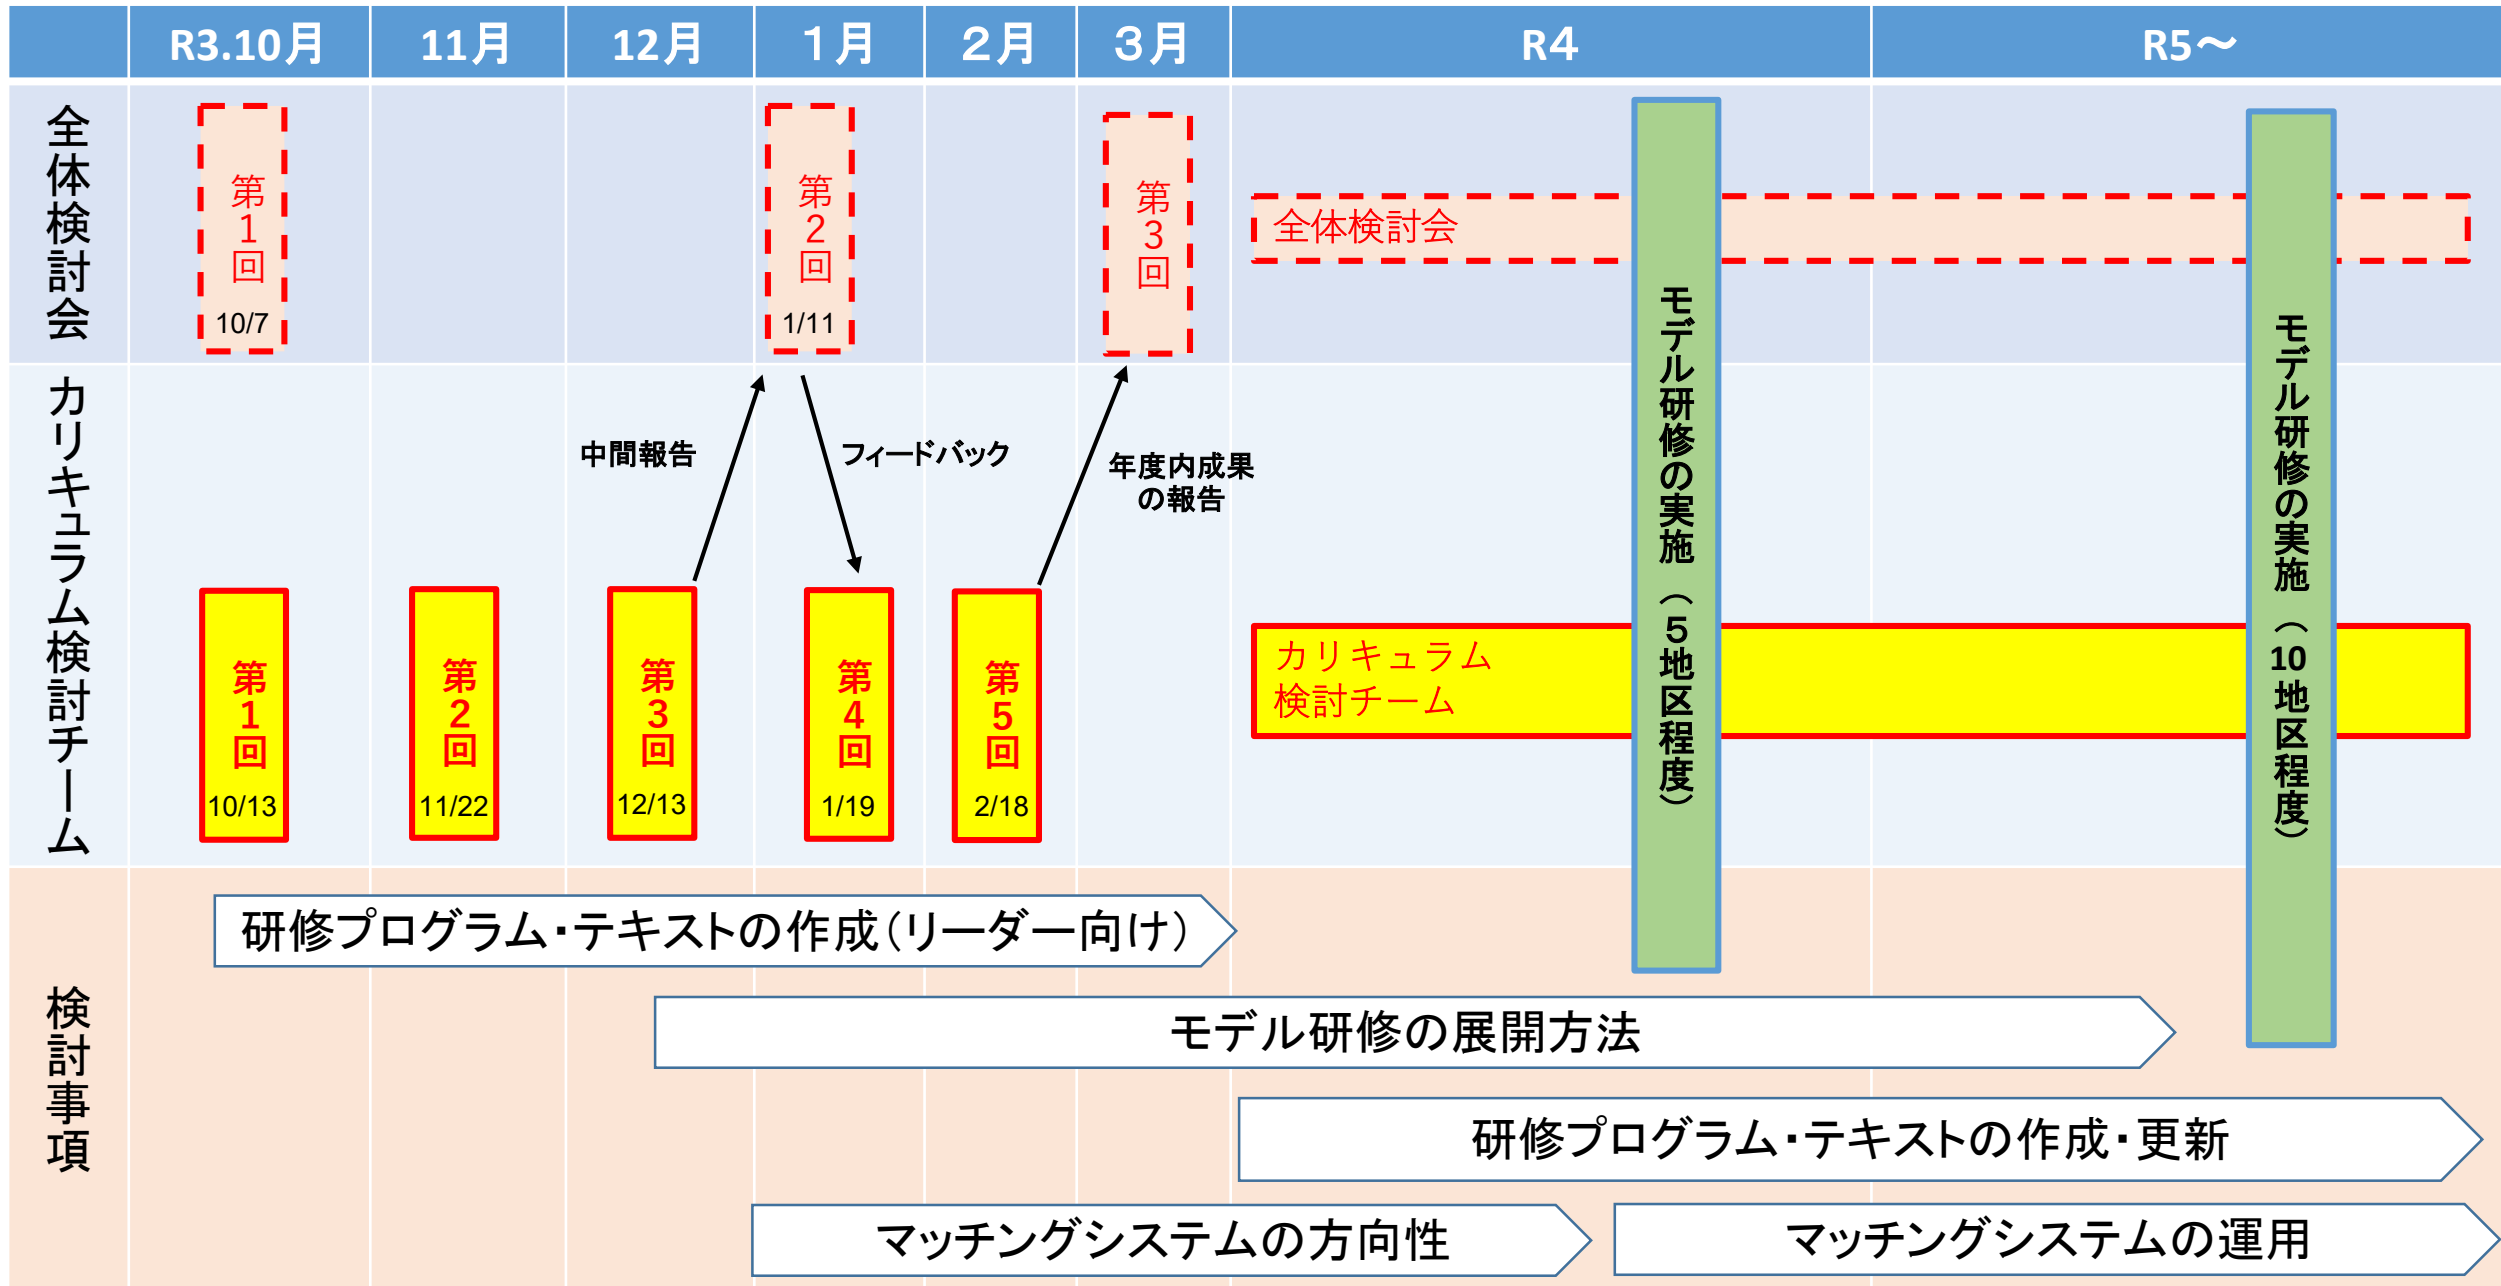 R3.10月
11月
12月
１月
２月
３月
R４
R5～
全体検討会
第１回
10/7
第２回
1/11
第３回
全体検討会
カリキュラム検討チーム
中間報告
フィードバック
年度内成果
の報告
第１回
10/13
第２回
11/22
第３回
12/13
第４回
1/19
第５回
2/18
カリキュラム
検討チーム
モデル研修の実施（５地区程度）
モデル研修の実施（10地区程度）
検討事項
研修プログラム・テキストの作成（リーダー向け）
モデル研修の展開方法
研修プログラム・テキストの作成・更新
マッチングシステムの方向性
マッチングシステムの運用